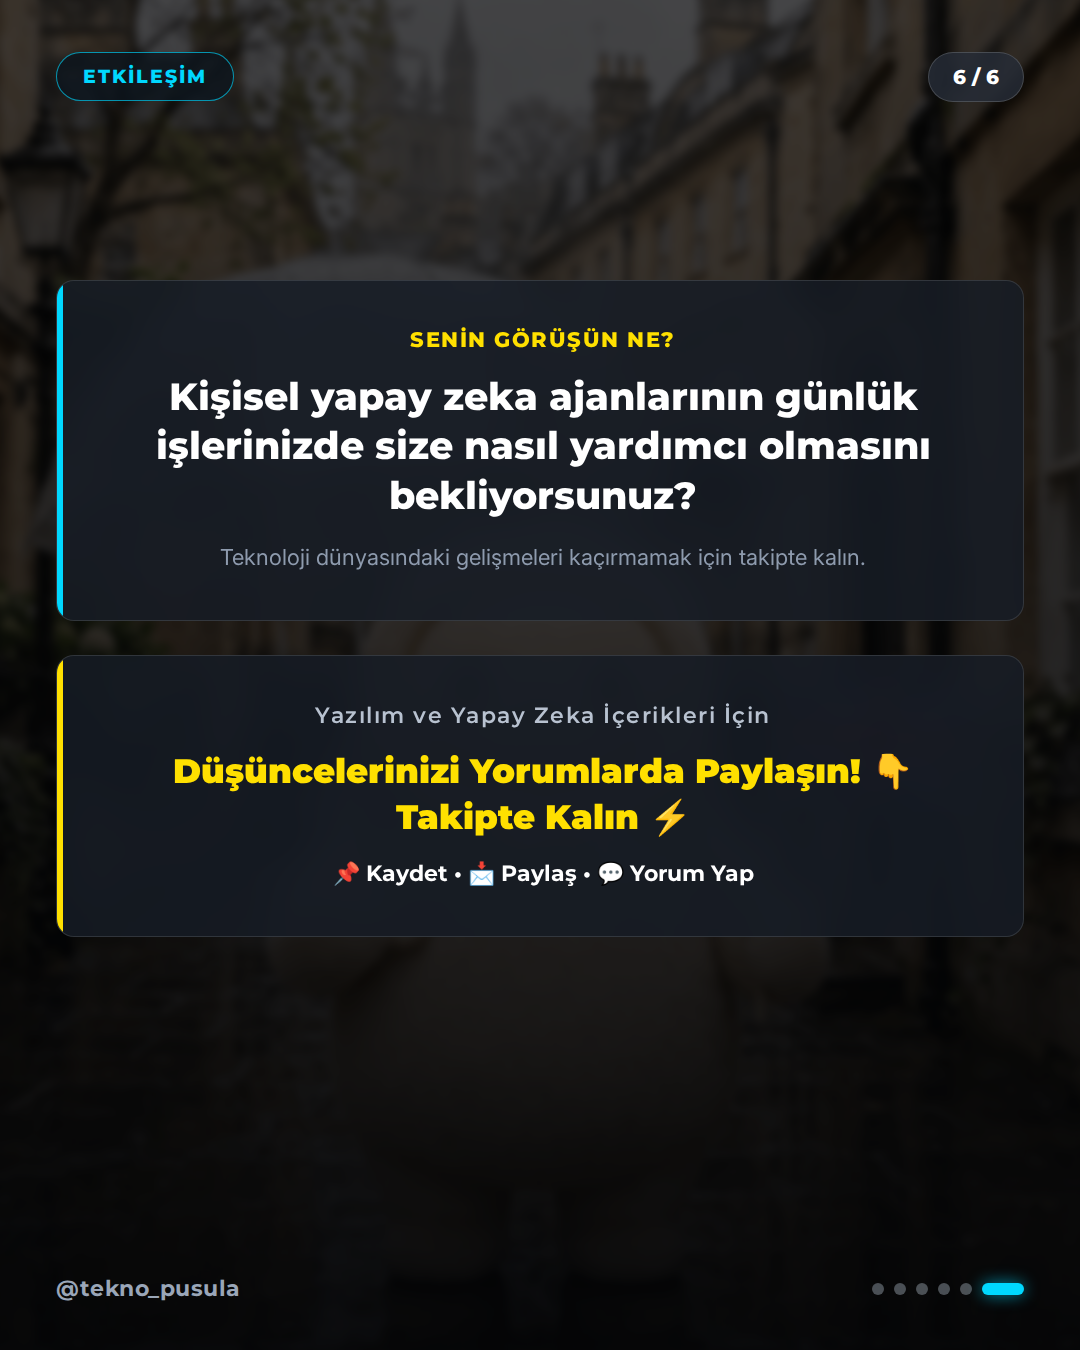 ETKİLEŞİM
6 / 6
SENİN GÖRÜŞÜN NE?
Kişisel yapay zeka ajanlarının günlük
işlerinizde size nasıl yardımcı olmasını
bekliyorsunuz?
Teknoloji dünyasındaki gelişmeleri kaçırmamak için takipte kalın.
Yazılım ve Yapay Zeka İçerikleri İçin
Düşüncelerinizi Yorumlarda Paylaşın! 👇
Takipte Kalın ⚡
📌 Kaydet • 📩 Paylaş • 💬 Yorum Yap
@tekno_pusula